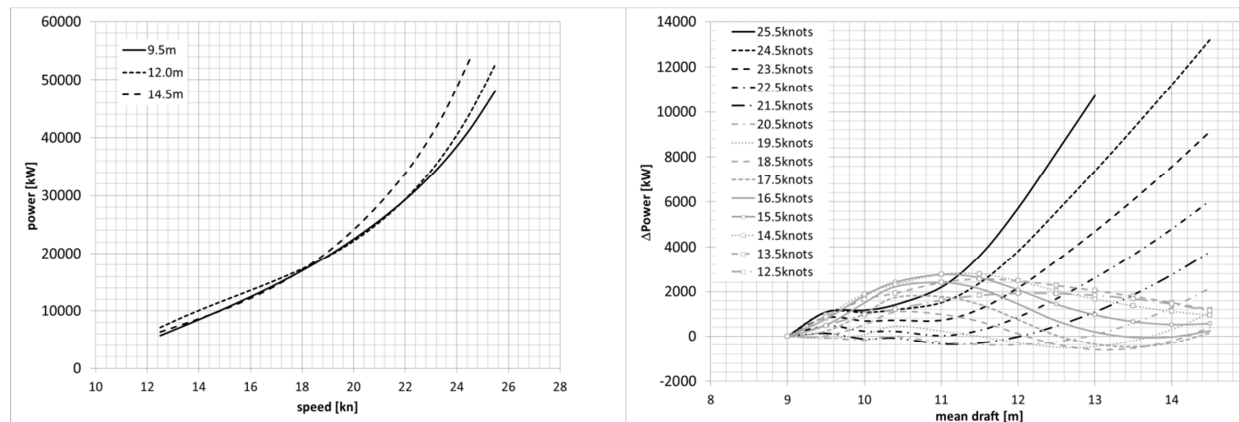 60000
50000
40000
30000
20000
10000
0
power [kW]
9.5m
12.0m
14.5m
10 12 14 16 18 20 22 24 26 28
speed [kn]
14000
12000
10000
8000
6000
4000
2000
0
-2000
ΔPower [kW]
25.5knots
24.5knots
23.5knots
22.5knots
21.5knots
20.5knots
19.5knots
18.5knots
17.5knots
16.5knots
15.5knots
14.5knots
13.5knots
12.5knots
8 9 10 11 12 13 14
mean draft [m]